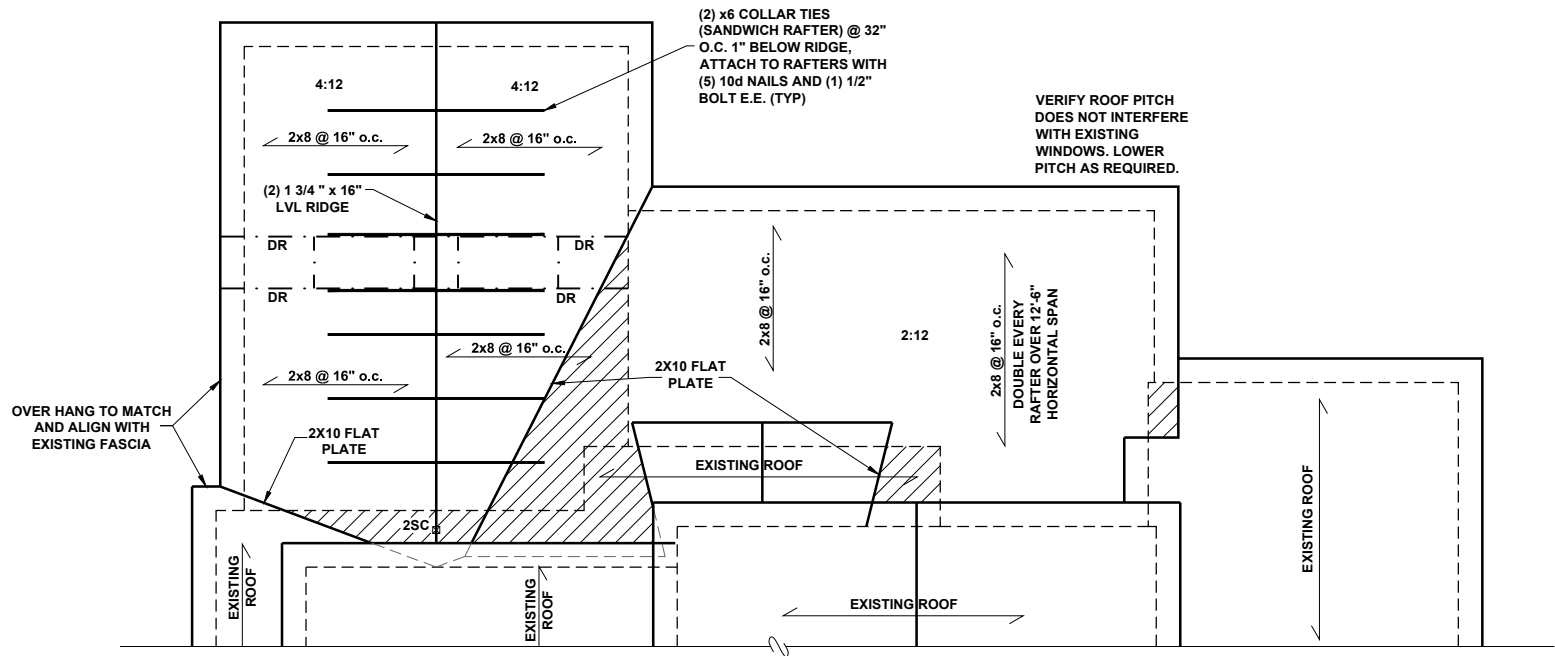 (2) x6 COLLAR TIES
(SANDWICH RAFTER) @ 32"
O.C. 1" BELOW RIDGE,
ATTACH TO RAFTERS WITH
(5) 10d NAILS AND (1) 1/2"
BOLT E.E. (TYP)
4:12
4:12
VERIFY ROOF PITCH
DOES NOT INTERFERE
WITH EXISTING
WINDOWS. LOWER
PITCH AS REQUIRED.
2x8 @ 16" o.c.
2x8 @ 16" o.c.
(2) 1 3/4 " x 16"
LVL RIDGE
DR
DR
DR
DR
2x8 @ 16" o.c.
2x8 @ 16" o.c.
DOUBLE EVERY
RAFTER OVER 12'-6"
HORIZONTAL SPAN
2:12
2x8 @ 16" o.c.
2x8 @ 16" o.c.
2X10 FLAT
PLATE
OVER HANG TO MATCH
AND ALIGN WITH
EXISTING FASCIA
2X10 FLAT
PLATE
EXISTING ROOF
2SC
EXISTING ROOF
EXISTING
ROOF
EXISTING
ROOF
EXISTING ROOF